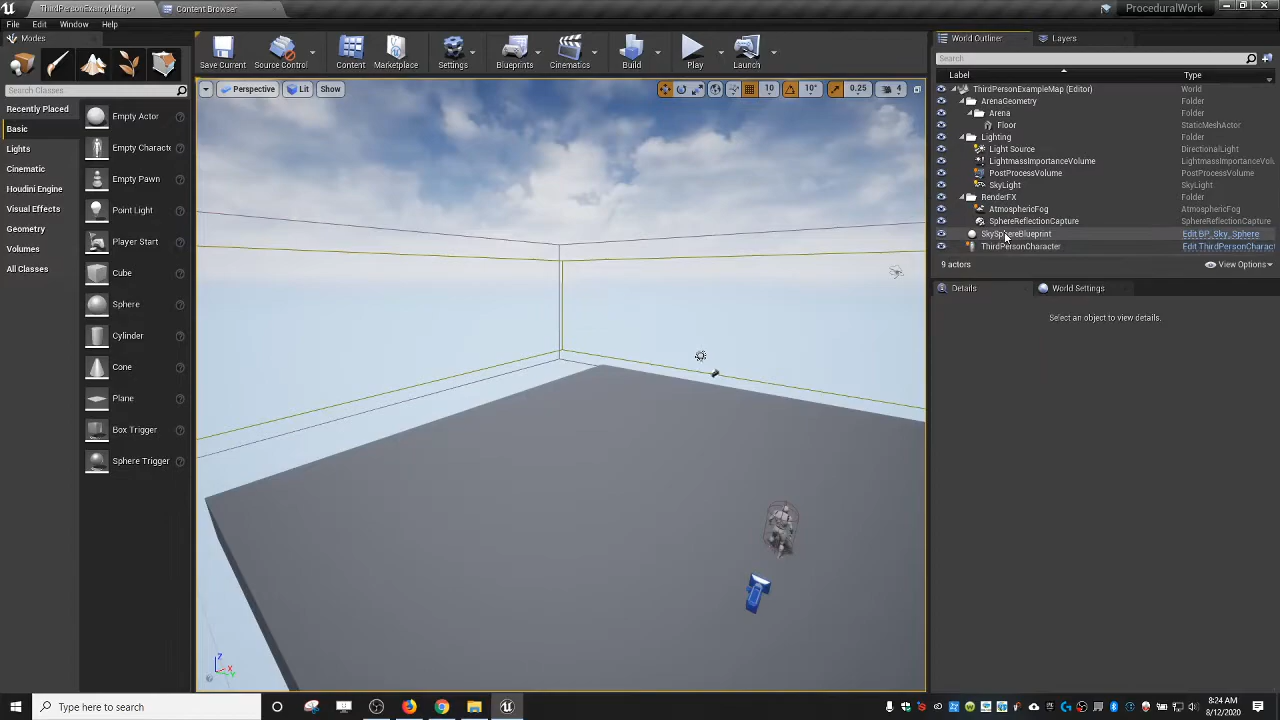 ThirdPersonExampleMap*
Content Browser
ProceduralWork
File Edit Window Help
Modes
Save Current
Source Control
Content
Marketplace
Settings
Blueprints
Cinematics
Build
Play
Launch
Search Classes
Recently Placed
Basic
Lights
Cinematic
Houdini Engine
Visual Effects
Geometry
Volumes
All Classes
Empty Actor
Empty Charact
Empty Pawn
Point Light
Player Start
Cube
Sphere
Cylinder
Cone
Plane
Box Trigger
Sphere Trigger
Perspective Lit Show
10 10° 0.25 4
Z
X
Y
World Outliner Layers
Search
Label Type
ThirdPersonExampleMap (Editor) World
ArenaGeometry Folder
Arena Folder
Floor StaticMeshActor
Lighting Folder
Light Source DirectionalLight
LightmassImportanceVolume LightmassImportanceVolu
PostProcessVolume PostProcessVolume
SkyLight SkyLight
RenderFX Folder
AtmosphericFog AtmosphericFog
SphereReflectionCapture SphereReflectionCapture
SkySphereBlueprint Edit BP_Sky_Sphere
ThirdPersonCharacter Edit ThirdPersonCharact
9 actors View Options
Details World Settings
Select an object to view details.
Type here to search
8:24 AM
8/12/2020